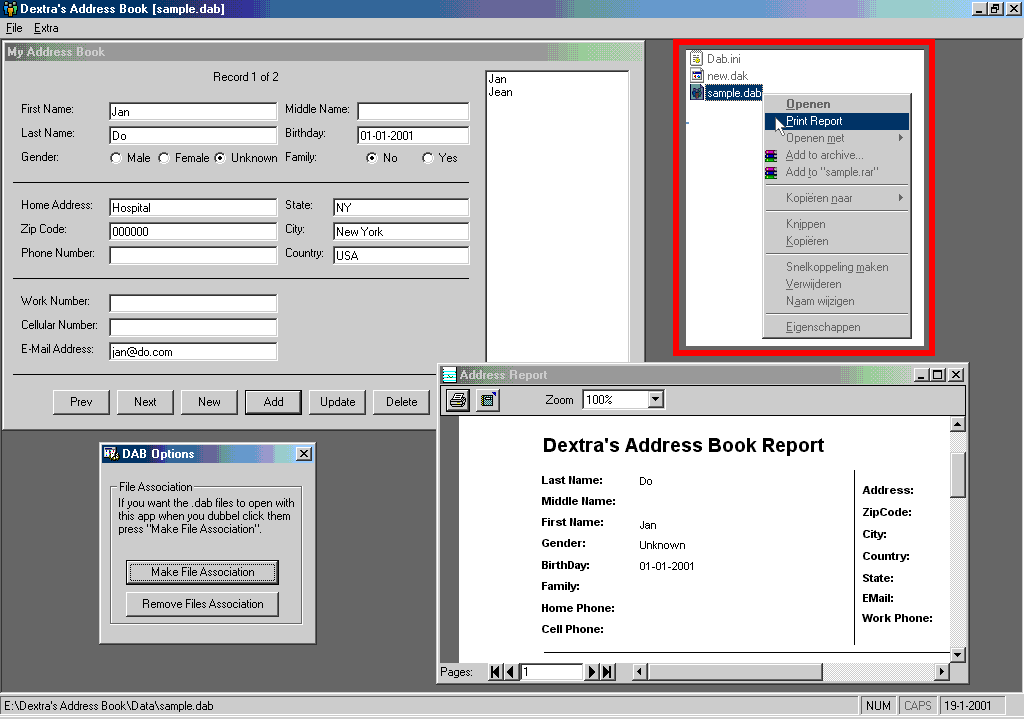 Dextra's Address Book [sample.dab]
File Extra
My Address Book
Record 1 of 2
First Name: Jan Middle Name:
Last Name: Do Birthday: 01-01-2001
Gender: Male Female Unknown Family: No Yes
Home Address: Hospital State: NY
Zip Code: 000000 City: New York
Phone Number: Country: USA
Work Number:
Cellular Number:
E-Mail Address: jan@do.com
Prev Next New Add Update Delete
Jan
Jean
Dab.ini
new.dak
sample.dab
Openen
Print Report
Openen met
Add to archive...
Add to "sample.rar"
Kopiëren naar
Knippen
Kopiëren
Snelkoppeling maken
Verwijderen
Naam wijzigen
Eigenschappen
DAB Options
File Association
If you want the .dab files to open with
this app when you dubbel click them
press "Make File Association".
Make File Association
Remove Files Association
Address Report
Zoom 100%
Dextra's Address Book Report
Last Name: Do
Middle Name:
First Name: Jan
Gender: Unknown
BirthDay: 01-01-2001
Family:
Home Phone:
Cell Phone:
Address:
ZipCode:
City:
Country:
State:
EMail:
Work Phone:
Pages: 1
E:\Dextra's Address Book\Data\sample.dab NUM CAPS 19-1-2001